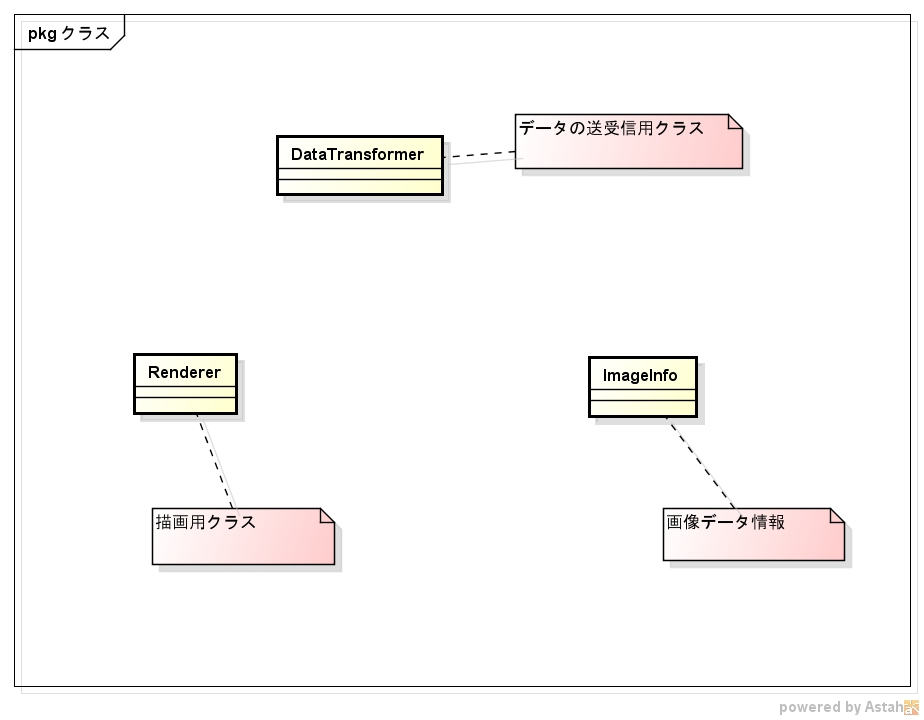 pkg クラス
データの送受信用クラス
DataTransformer
Renderer
ImageInfo
描画用クラス
画像データ情報
powered by Astah